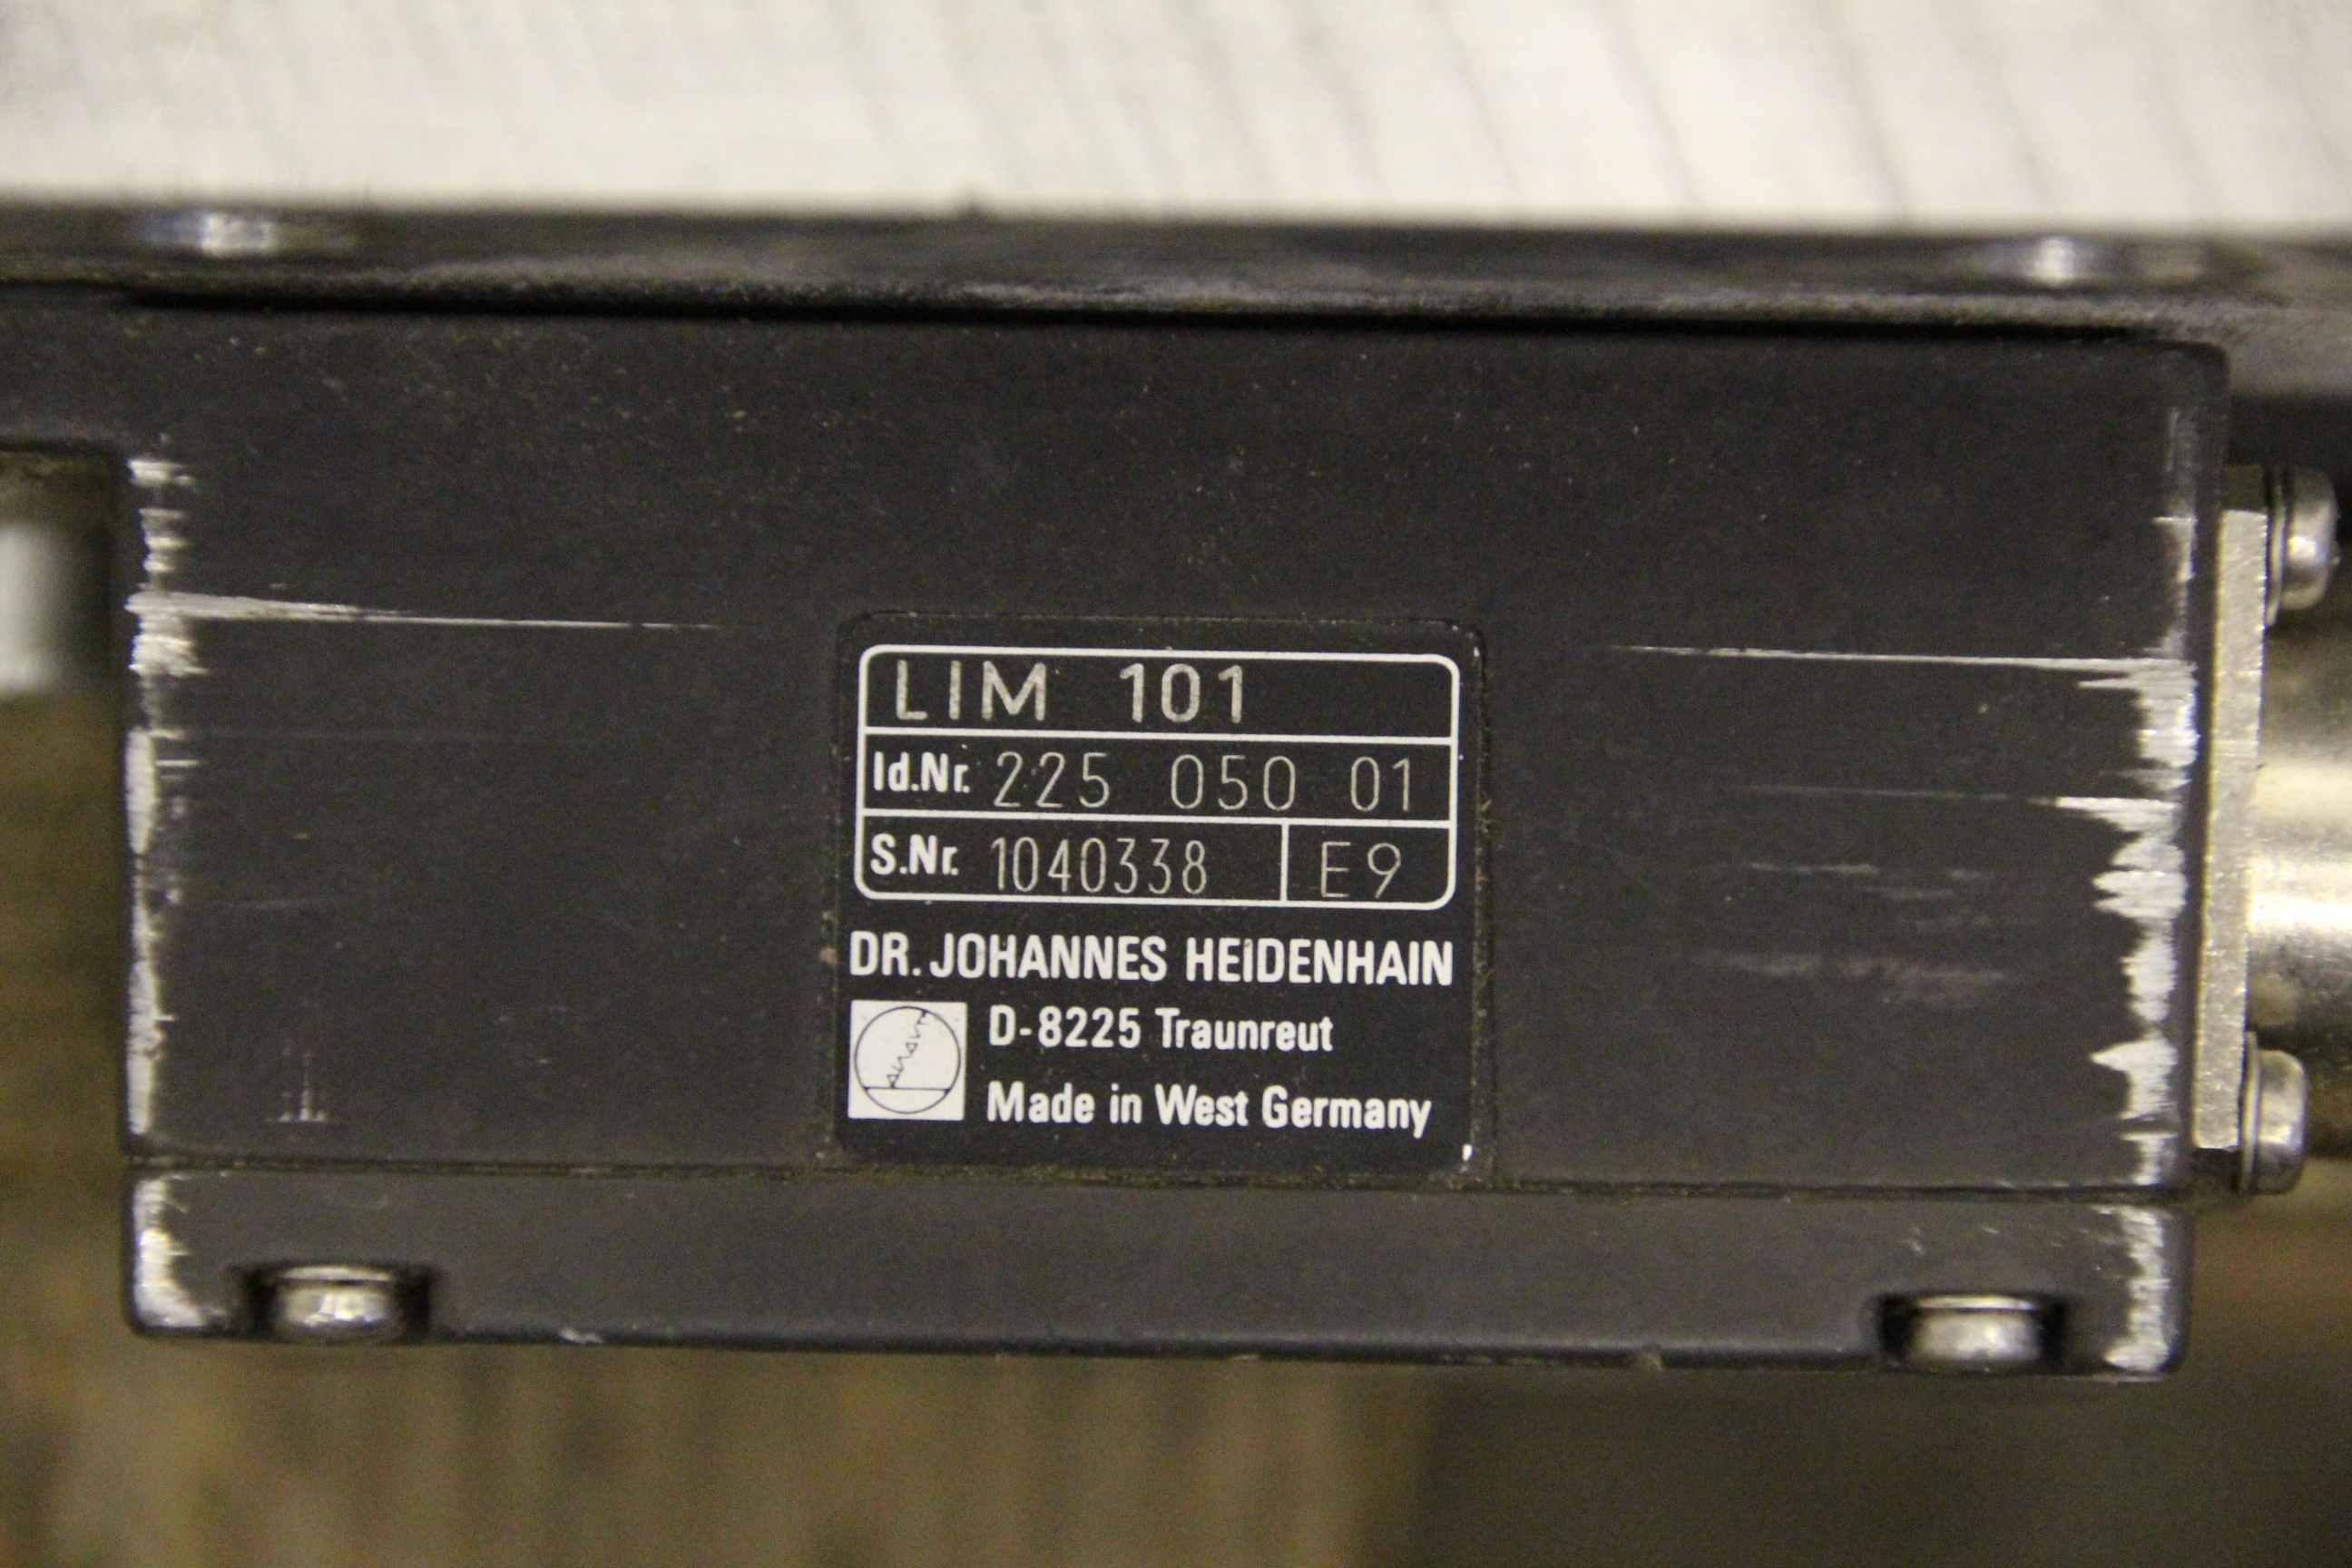 LIM 101
Id.Nr. 225 050 01
S.Nr. 1040338 E9
DR. JOHANNES HEIDENHAIN
D-8225 Traunreut
Made in West Germany